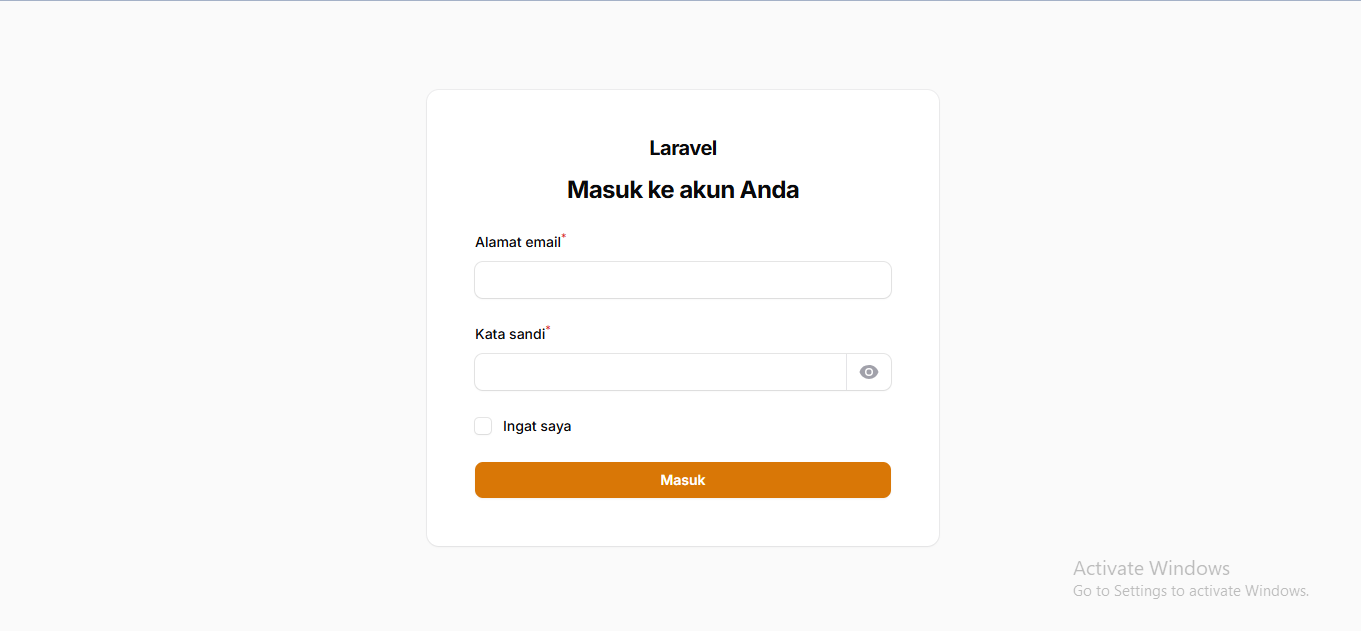 Laravel
Masuk ke akun Anda
Alamat email*
Kata sandi*
Ingat saya
Masuk
Activate Windows
Go to Settings to activate Windows.